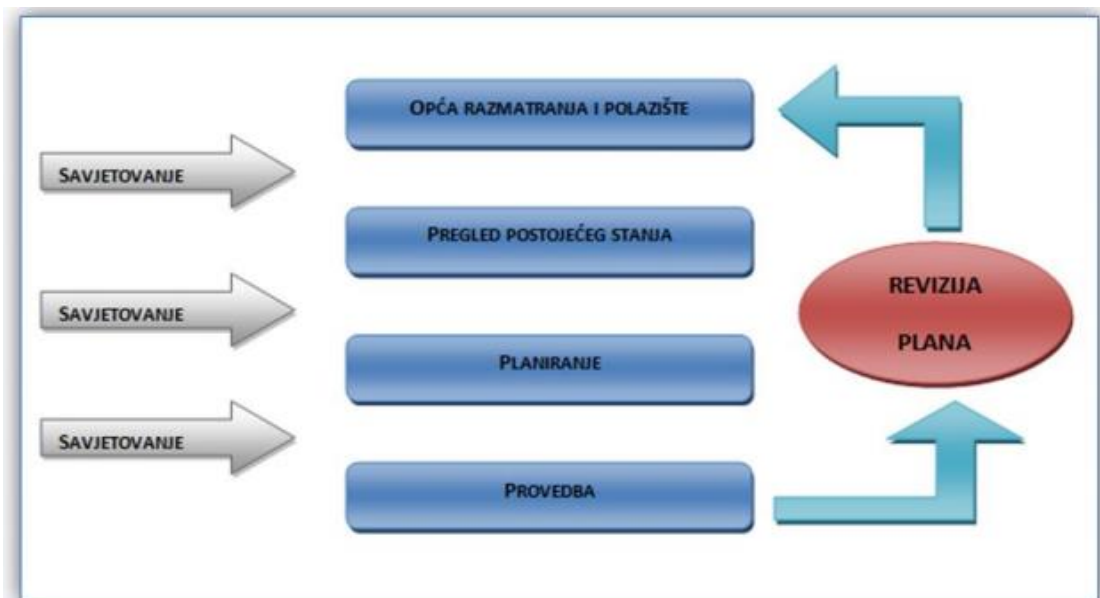 OPĆA RAZMATRANJA I POLAZIŠTE
SAVJETOVANJE
PREGLED POSTOJEĆEG STANJA
REVIZIJA
PLANA
SAVJETOVANJE
PLANIRANJE
SAVJETOVANJE
PROVEDBA